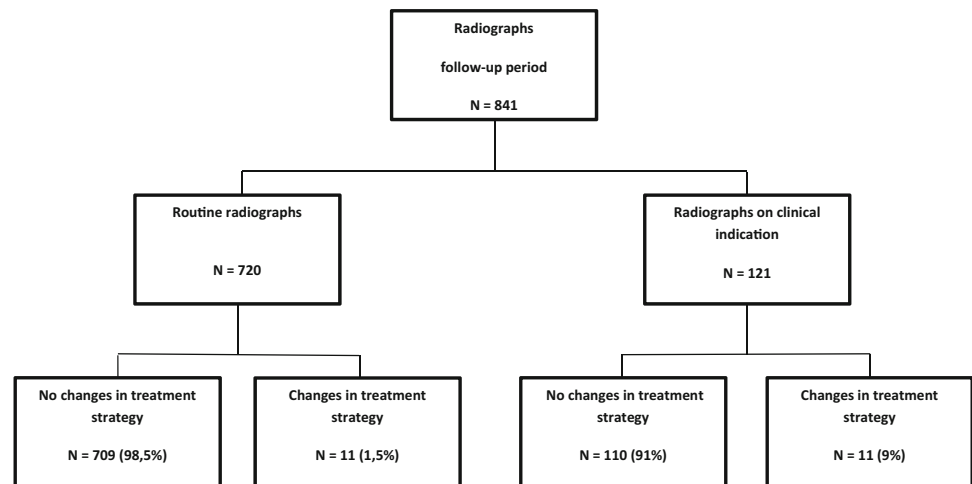 Radiographs
follow-up period
N = 841
Routine radiographs
N = 720
Radiographs on clinical
indication
N = 121
No changes in treatment
strategy
N = 709 (98,5%)
Changes in treatment
strategy
N = 11 (1,5%)
No changes in treatment
strategy
N = 110 (91%)
Changes in treatment
strategy
N = 11 (9%)